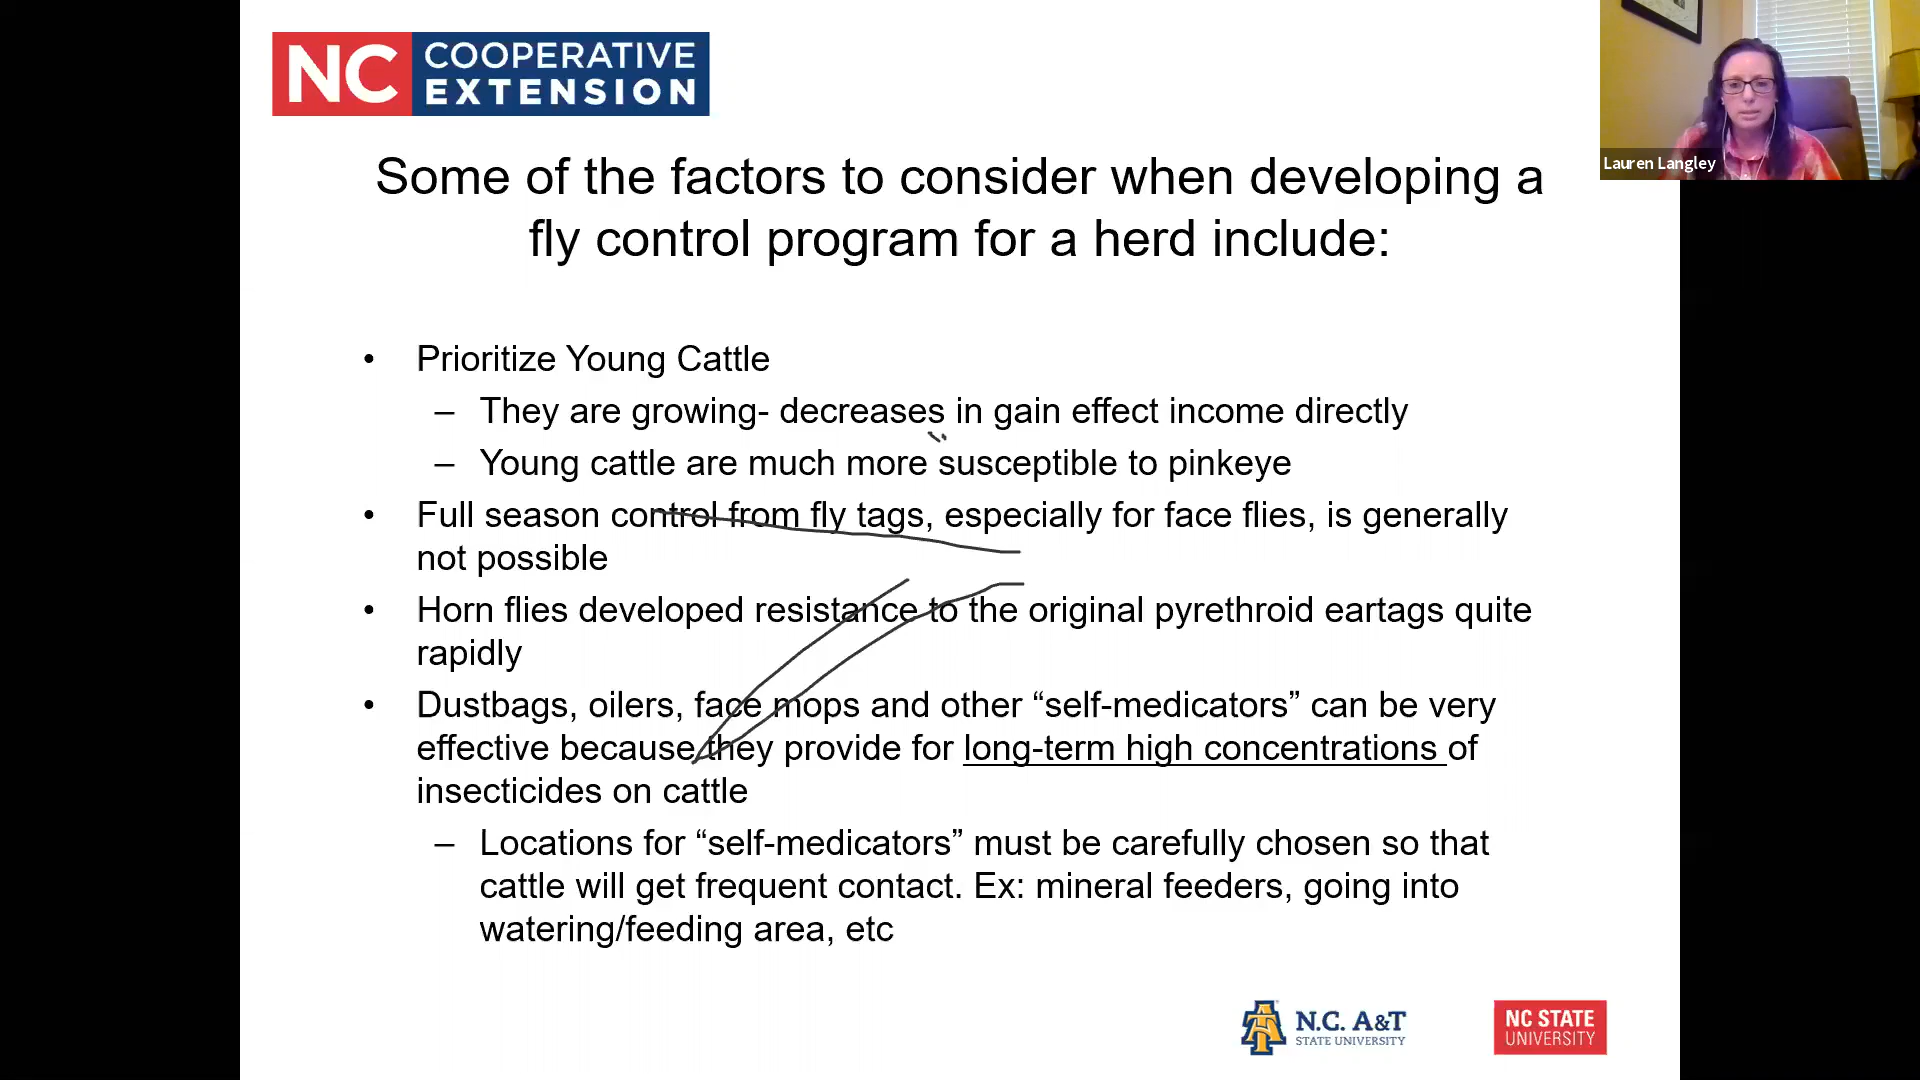 NC COOPERATIVE
EXTENSION
Lauren Langley
Some of the factors to consider when developing a
fly control program for a herd include:
• Prioritize Young Cattle
– They are growing- decreases in gain effect income directly
– Young cattle are much more susceptible to pinkeye
• Full season control from fly tags, especially for face flies, is generally
not possible
• Horn flies developed resistance to the original pyrethroid eartags quite
rapidly
• Dustbags, oilers, face mops and other “self-medicators” can be very
effective because they provide for long-term high concentrations of
insecticides on cattle
– Locations for “self-medicators” must be carefully chosen so that
cattle will get frequent contact. Ex: mineral feeders, going into
watering/feeding area, etc
AT N.C. A&T
STATE UNIVERSITY
NC STATE
UNIVERSITY